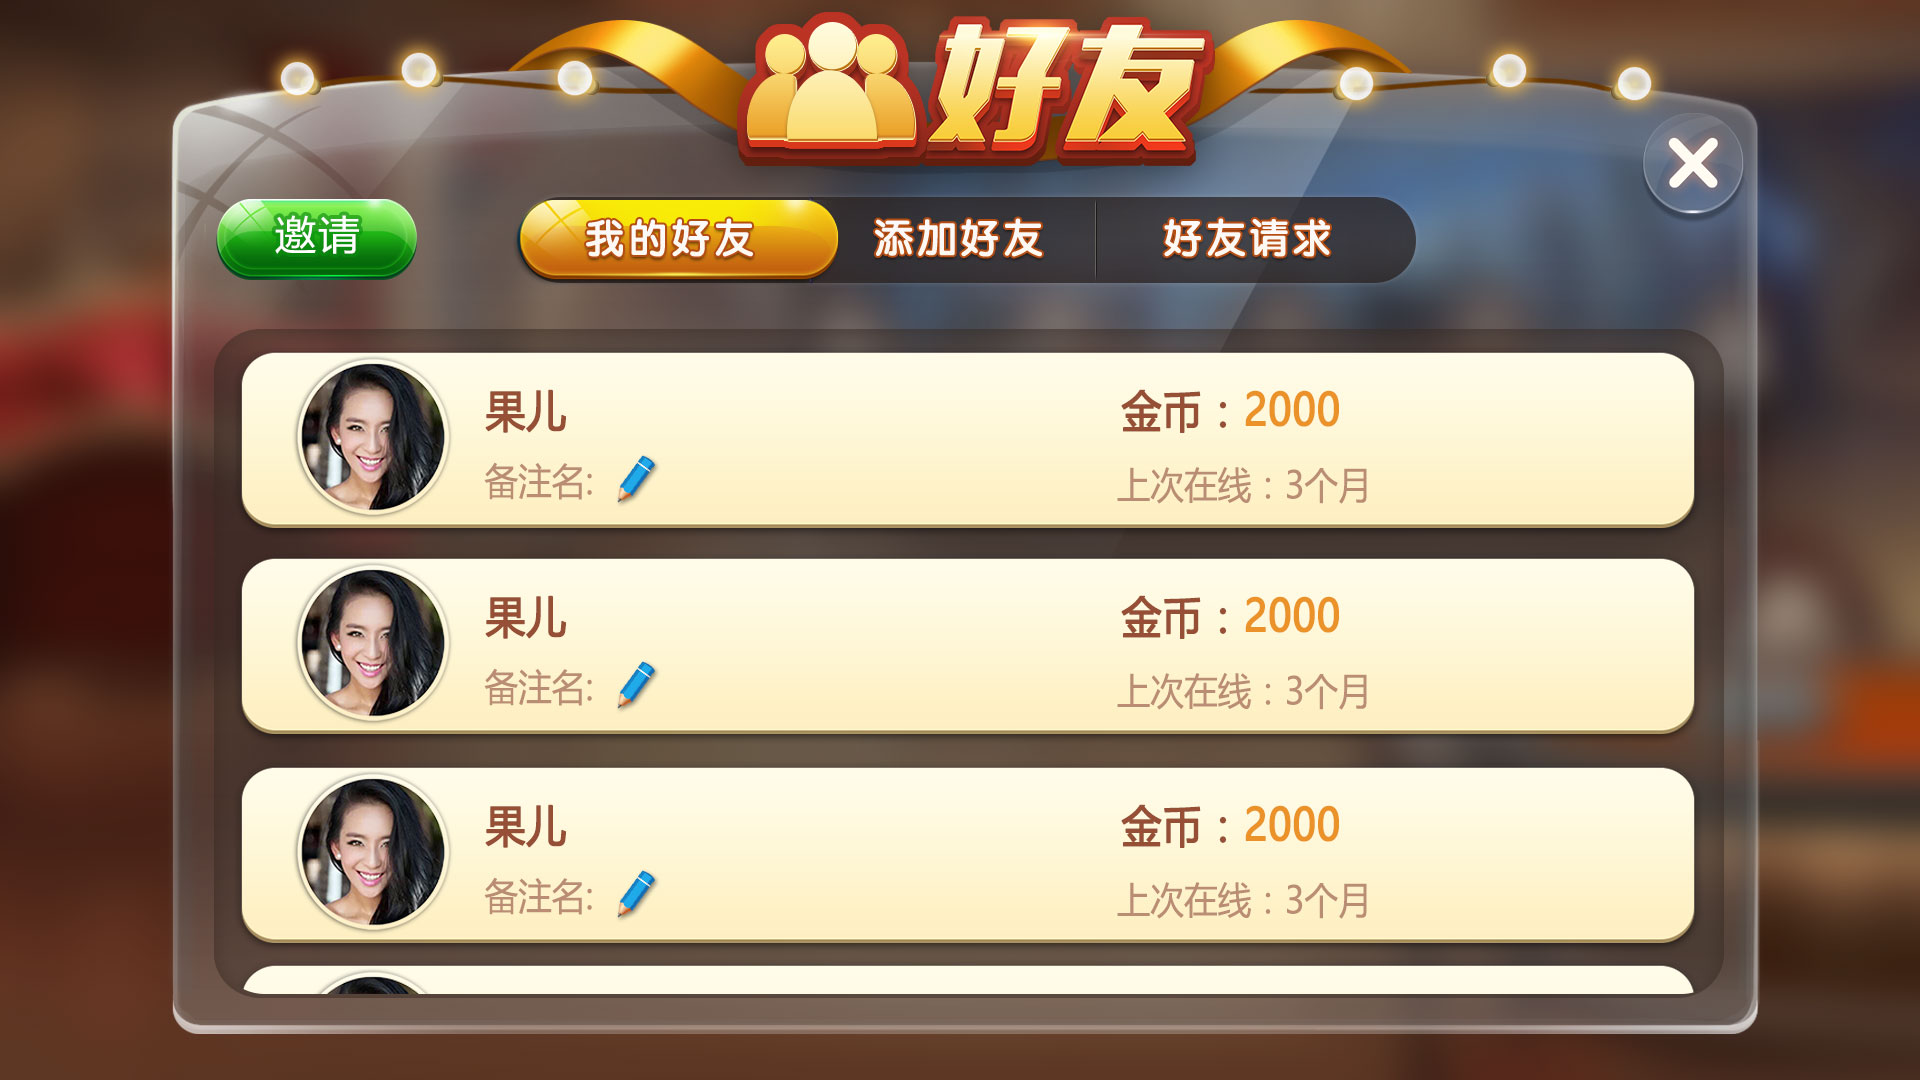 好友
邀请
我的好友
添加好友
好友请求
果儿
金币：2000
备注名:
上次在线：3个月
果儿
金币：2000
备注名:
上次在线：3个月
果儿
金币：2000
备注名:
上次在线：3个月